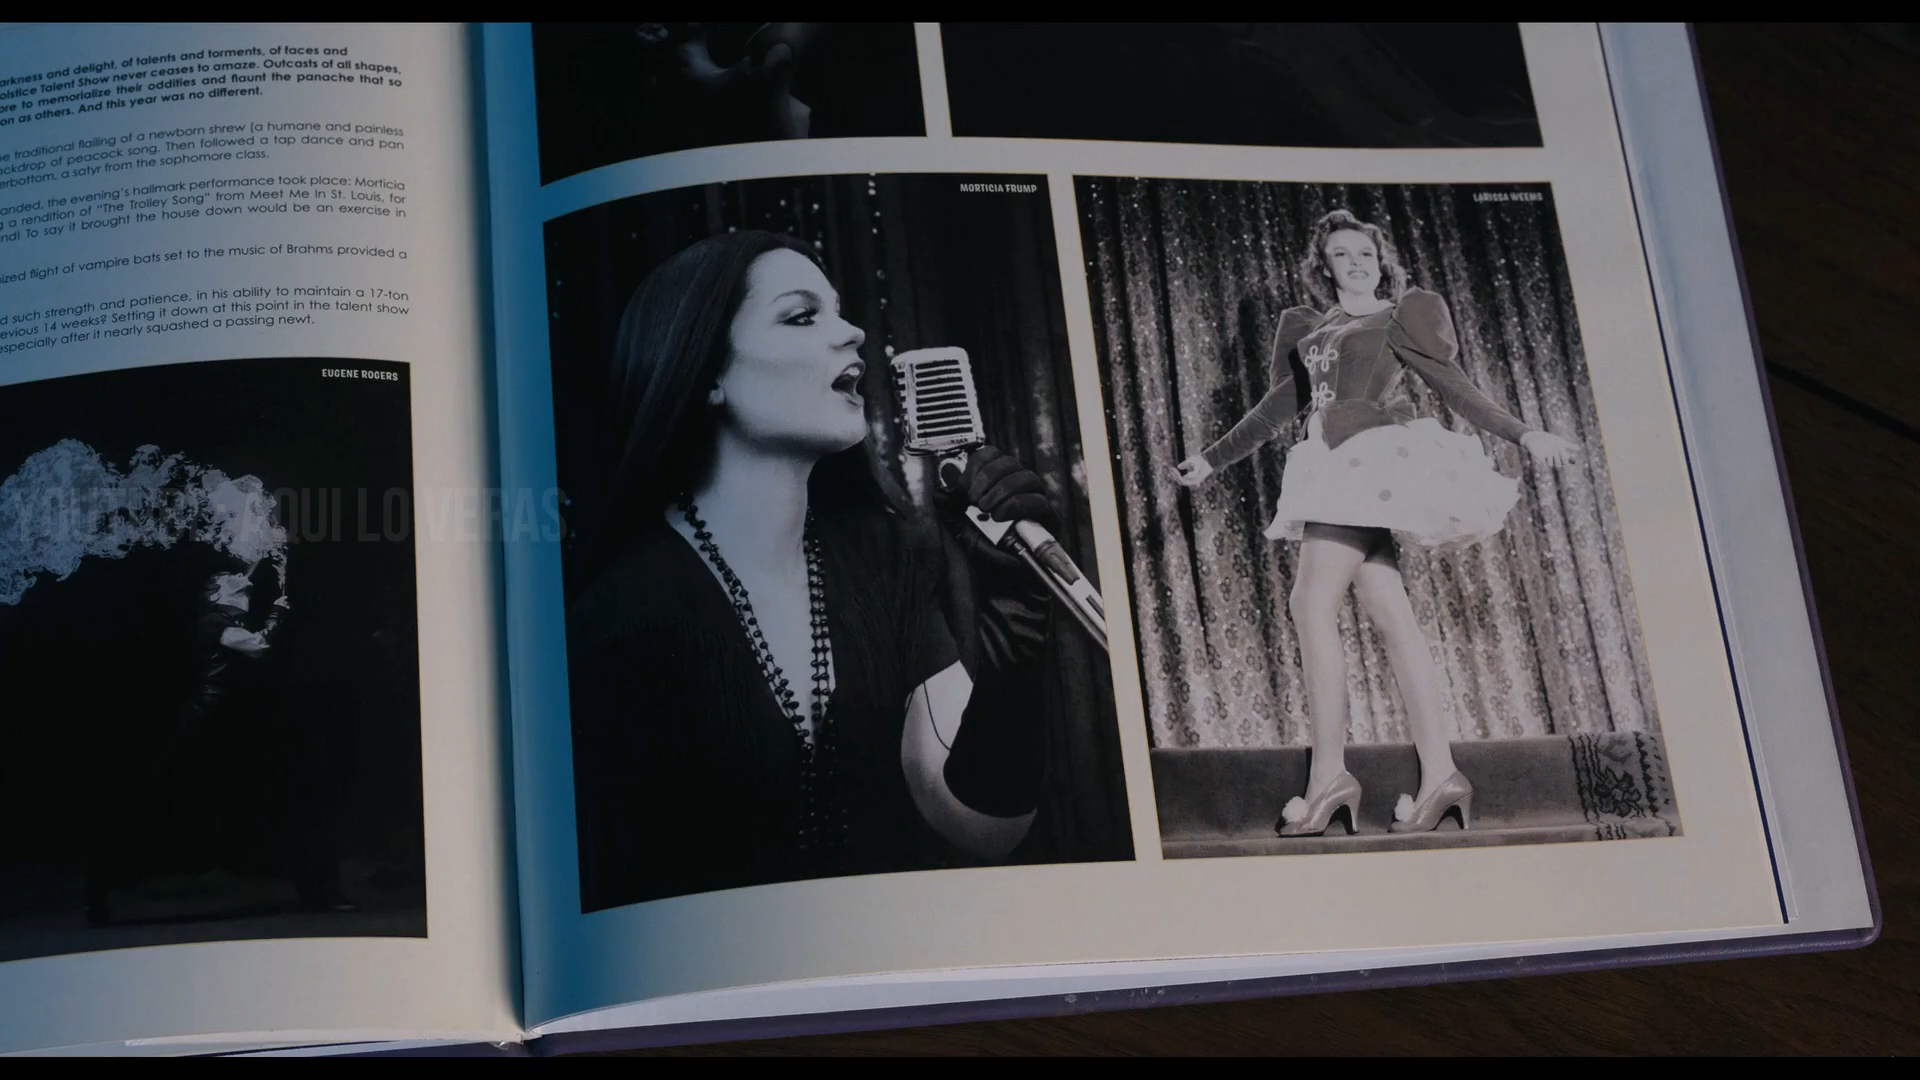 arkness and delight, of talents and torments, of faces and
olstice Talent Show never ceases to amaze. Outcasts of all shapes,
ore to memorialize their oddities and flaunt the panache that so
on as others. And this year was no different.
e traditional flailing of a newborn shrew (a humane and painless
ackdrop of peacock song. Then followed a tap dance and pan
erbottom, a satyr from the sophomore class.
anded, the evening's hallmark performance took place: Morticia
g a rendition of "The Trolley Song" from Meet Me In St. Louis, for
nd! To say it brought the house down would be an exercise in
ized flight of vampire bats set to the music of Brahms provided a
d such strength and patience, in his ability to maintain a 17-ton
evious 14 weeks? Setting it down at this point in the talent show
especially after it nearly squashed a passing newt.
EUGENE ROGERS
MORTICIA FRUMP
LARISSA WEEMS
AQUI LO VERAS